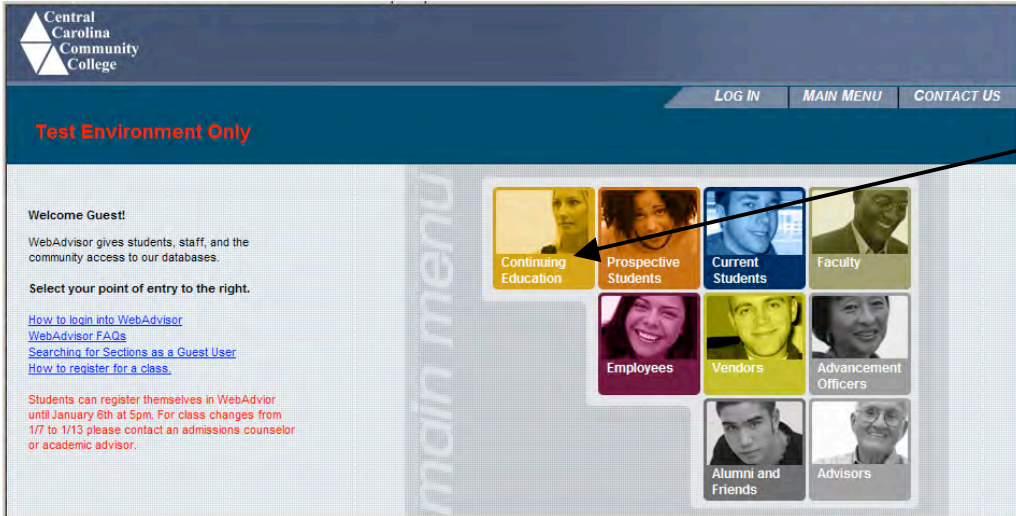 Central
Carolina
Community
College
LOG IN MAIN MENU CONTACT US
Test Environment Only
Welcome Guest!
WebAdvisor gives students, staff, and the
community access to our databases.
Select your point of entry to the right.
How to login into WebAdvisor
WebAdvisor FAQs
Searching for Sections as a Guest User
How to register for a class.
Students can register themselves in WebAdvior
until January 6th at 5pm. For class changes from
1/7 to 1/13 please contact an admissions counselor
or academic advisor.
main menu
Continuing
Education
Prospective
Students
Current
Students
Faculty
Employees
Vendors
Advancement
Officers
Alumni and
Friends
Advisors